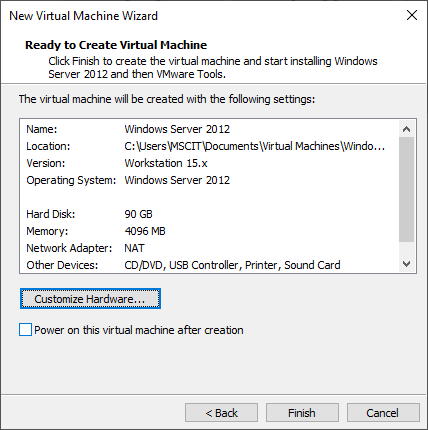 New Virtual Machine Wizard
Ready to Create Virtual Machine
Click Finish to create the virtual machine and start installing Windows
Server 2012 and then VMware Tools.
The virtual machine will be created with the following settings:
Name: Windows Server 2012
Location: C:\Users\MSCIT\Documents\Virtual Machines\Windo...
Version: Workstation 15.x
Operating System: Windows Server 2012
Hard Disk: 90 GB
Memory: 4096 MB
Network Adapter: NAT
Other Devices: CD/DVD, USB Controller, Printer, Sound Card
Customize Hardware...
Power on this virtual machine after creation
< Back Finish Cancel